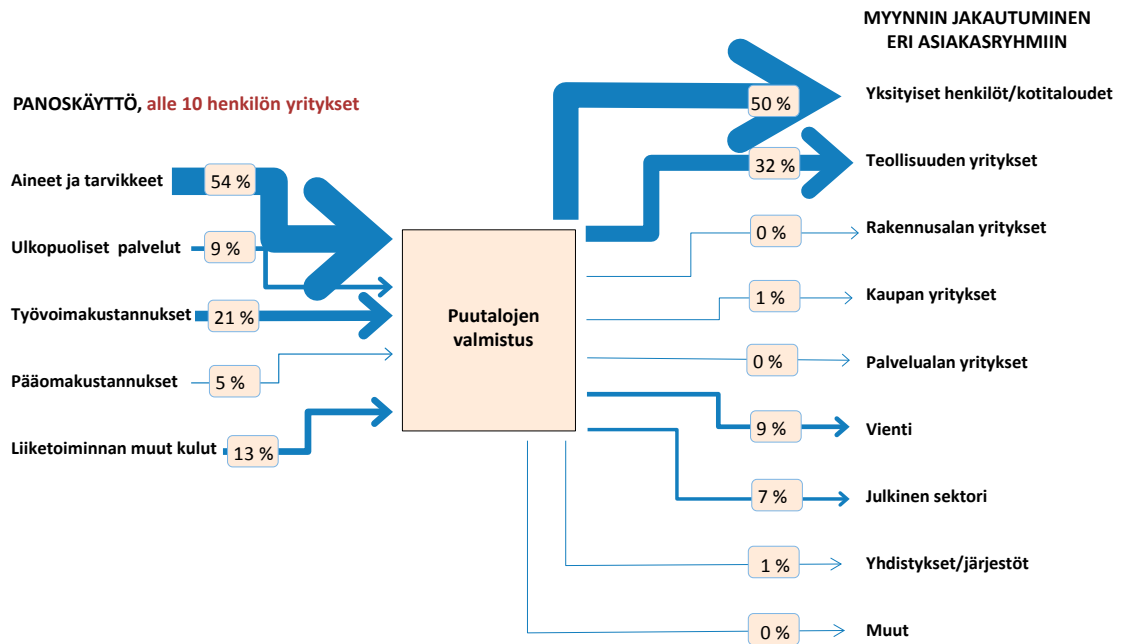 MYYNNIN JAKAUTUMINEN
ERI ASIAKASRYHMIIN
PANOSKÄYTTÖ, alle 10 henkilön yritykset
Aineet ja tarvikkeet 54 %
Ulkopuoliset palvelut 9 %
Työvoimakustannukset 21 %
Pääomakustannukset 5 %
Liiketoiminnan muut kulut 13 %
Puutalojen
valmistus
50 % Yksityiset henkilöt/kotitaloudet
32 % Teollisuuden yritykset
0 % Rakennusalan yritykset
1 % Kaupan yritykset
0 % Palvelualan yritykset
9 % Vienti
7 % Julkinen sektori
1 % Yhdistykset/järjestöt
0 % Muut